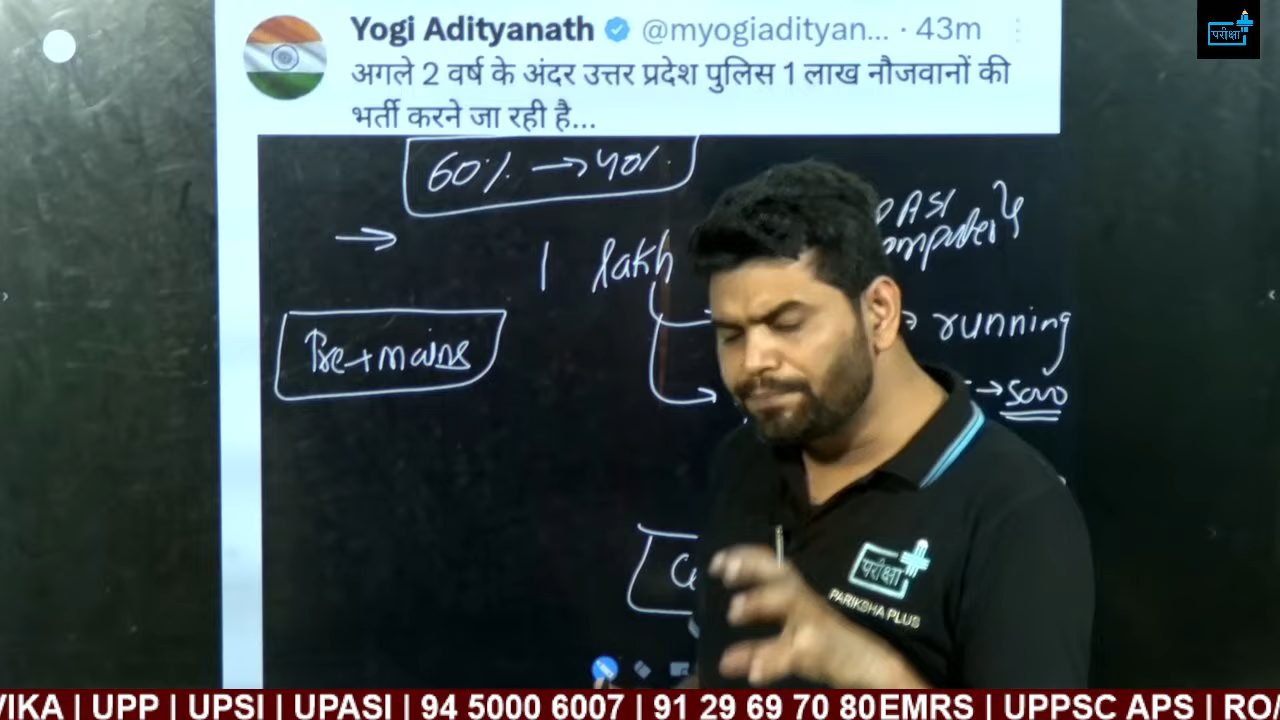 Yogi Adityanath @myogiadityan... · 43m
अगले 2 वर्ष के अंदर उत्तर प्रदेश पुलिस 1 लाख नौजवानों की
भर्ती करने जा रही है...
परीक्षा
60% → 40%
→ 1 lakh
ASI
→ running
Pre + mains
परीक्षा
PARIKSHA PLUS
VIKA | UPP | UPSI | UPASI | 94 5000 6007 | 91 29 69 70 80 EMRS | UPPSC APS | RO